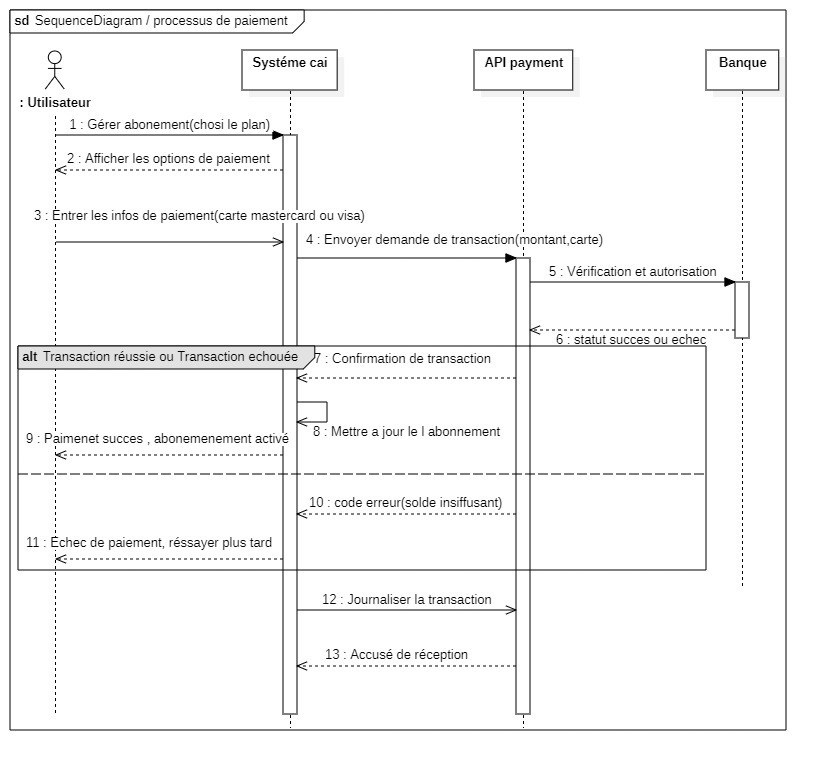 sd SequenceDiagram / processus de paiement
Systéme cai
API payment
Banque
: Utilisateur
1 : Gérer abonement(chosi le plan)
2 : Afficher les options de paiement
3 : Entrer les infos de paiement(carte mastercard ou visa)
4 : Envoyer demande de transaction(montant,carte)
5 : Vérification et autorisation
6 : statut succes ou echec
alt Transaction réussie ou Transaction echouée
7 : Confirmation de transaction
8 : Mettre a jour le l abonnement
9 : Paimenet succes , abonemenement activé
10 : code erreur(solde insiffusant)
11 : Echec de paiement, réssayer plus tard
12 : Journaliser la transaction
13 : Accusé de réception